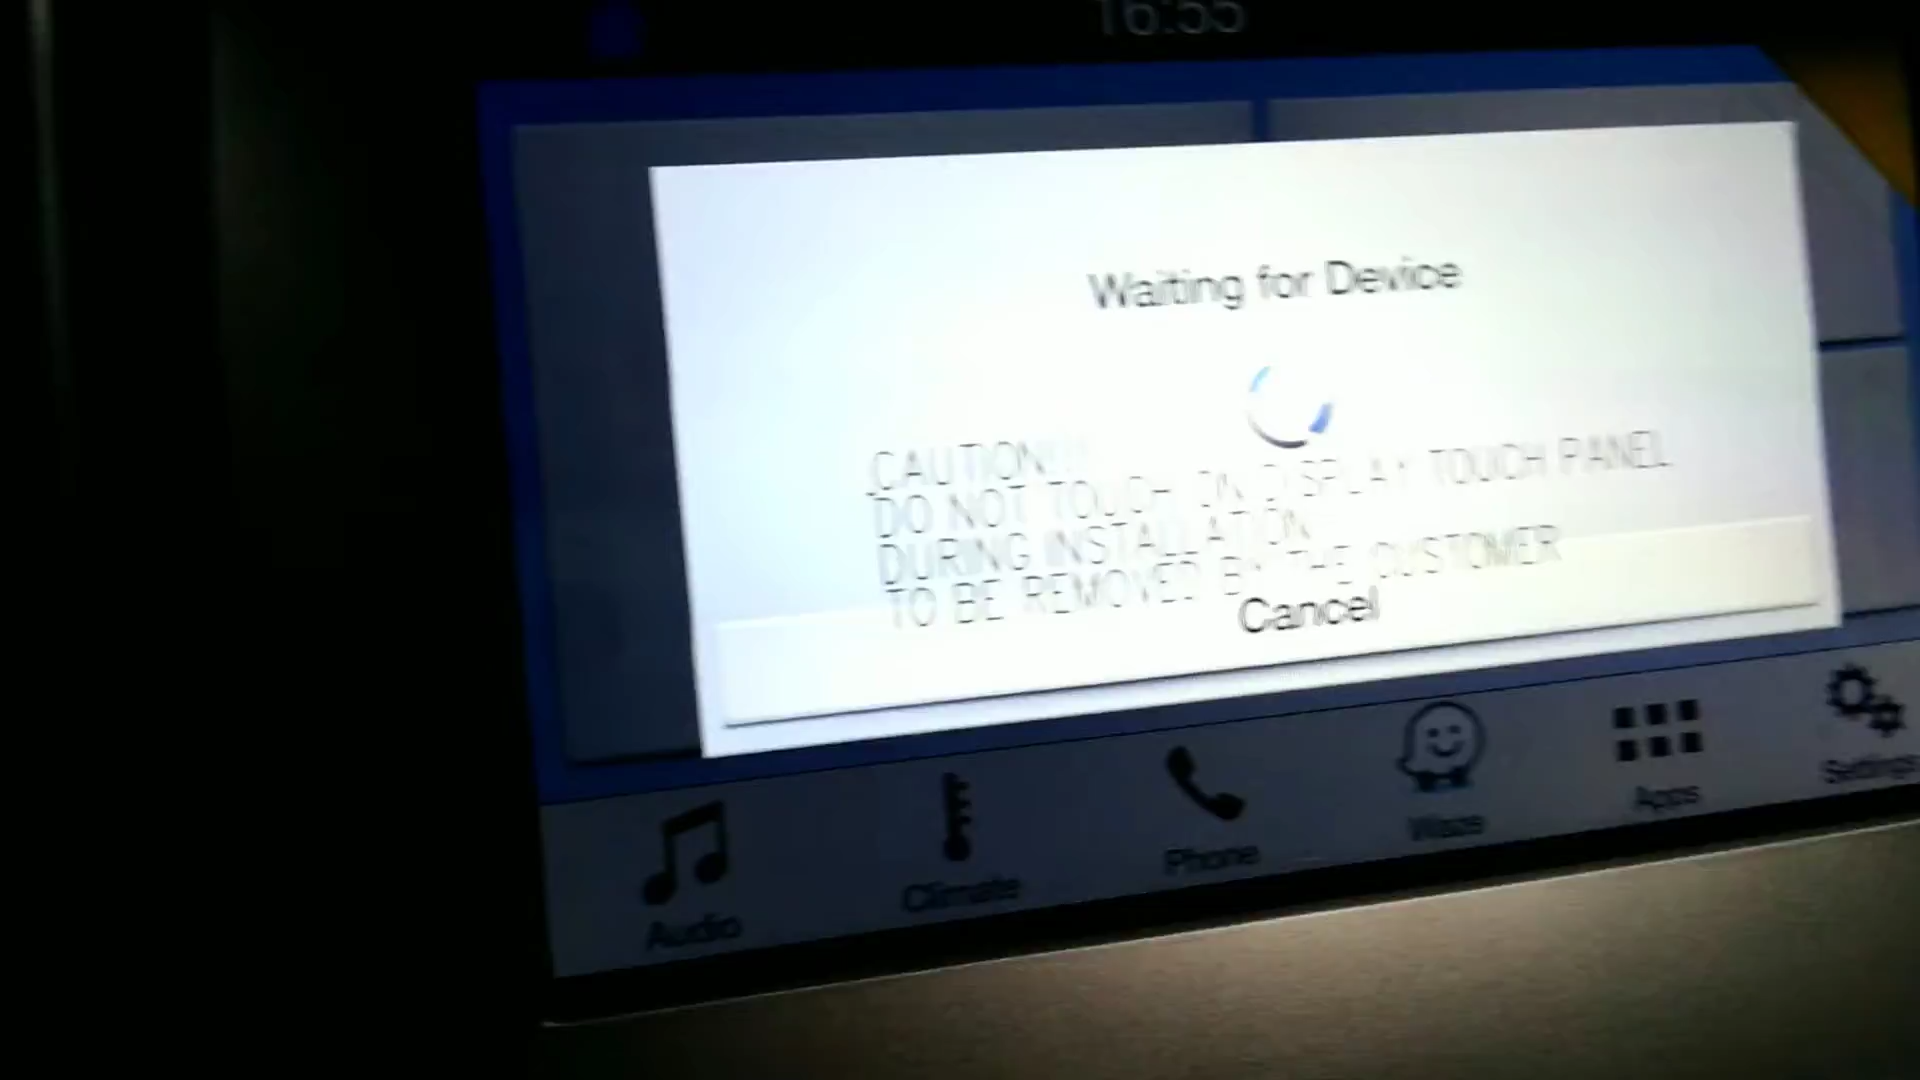 16:55
Waiting for Device
CAUTION!!!
DO NOT TOUCH ON DISPLAY TOUCH PANEL
DURING INSTALLATION
TO BE REMOVED BY THE CUSTOMER
Cancel
Audio
Climate
Phone
Waze
Apps
Settings